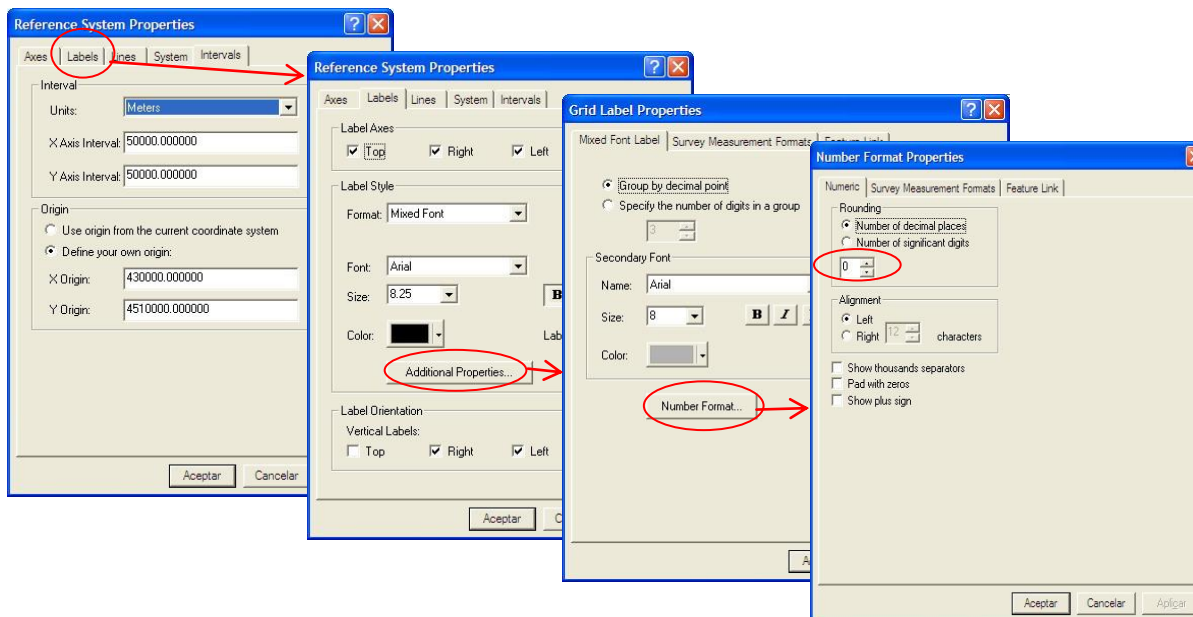 Reference System Properties
Axes Labels Lines System Intervals
Interval
Units: Meters
X Axis Interval: 50000.000000
Y Axis Interval: 50000.000000
Origin
Use origin from the current coordinate system
Define your own origin:
X Origin: 430000.000000
Y Origin: 4510000.000000
Aceptar Cancelar
Reference System Properties
Axes Labels Lines System Intervals
Label Axes
Top Right Left
Label Style
Format: Mixed Font
Font: Arial
Size: 8.25 B
Color: Lab
Additional Properties...
Label Orientation
Vertical Labels:
Top Right Left
Aceptar C
Grid Label Properties
Mixed Font Label Survey Measurement Formats Feature Link
Group by decimal point
Specify the number of digits in a group
3
Secondary Font
Name: Arial
Size: 8 B I
Color:
Number Format...
A
Number Format Properties
Numeric Survey Measurement Formats Feature Link
Rounding
Number of decimal places
Number of significant digits
0
Alignment
Left
Right 12 characters
Show thousands separators
Pad with zeros
Show plus sign
Aceptar Cancelar Aplicar